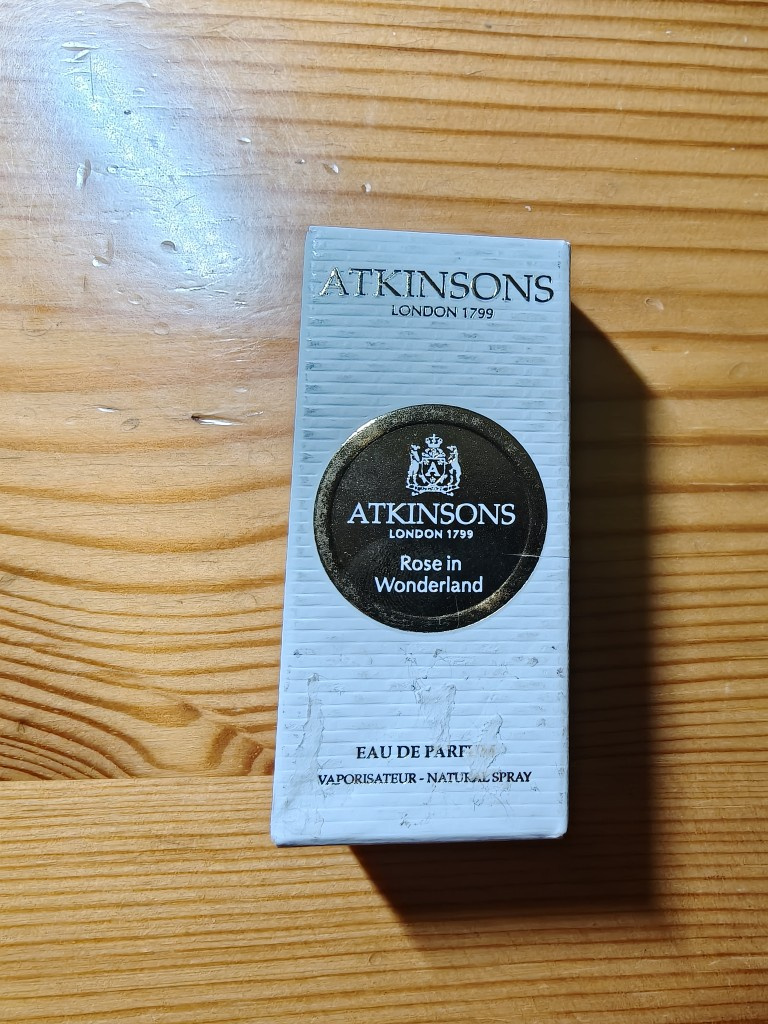 ATKINSONS
LONDON 1799
A
ATKINSONS
LONDON 1799
Rose in
Wonderland
EAU DE
VAPORISATEUR - NATURAL SPRAY